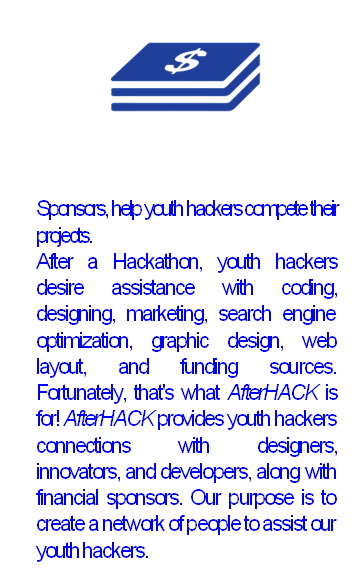 $
Sponsors, help youth hackers compete their
projects.
After a Hackathon, youth hackers
desire assistance with coding,
designing, marketing, search engine
optimization, graphic design, web
layout, and funding sources.
Fortunately, that's what AfterHACK is
for! AfterHACK provides youth hackers
connections with designers,
innovators, and developers, along with
financial sponsors. Our purpose is to
create a network of people to assist our
youth hackers.